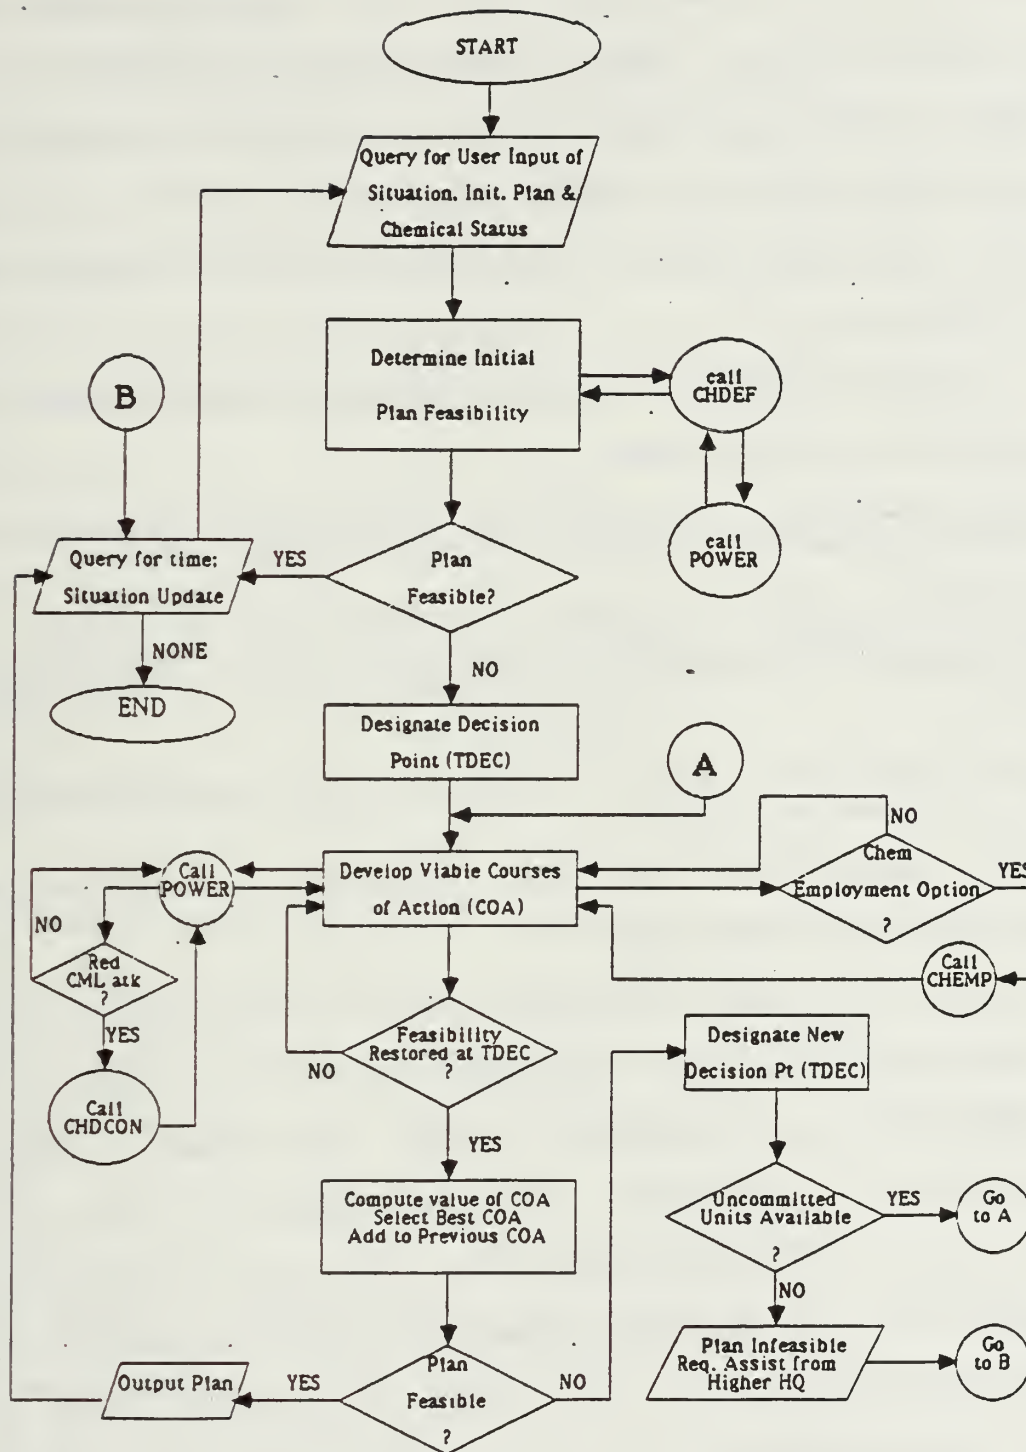 START
Query for User Input of
Situation. Init. Plan &
Chemical Status
Determine Initial
Plan Feasibility
call
CHDEF
call
POWER
B
Query for time:
Situation Update
YES
Plan
Feasible?
NONE
END
NO
Designate Decision
Point (TDEC)
A
NO
Call
POWER
Develop Viable Courses
of Action (COA)
Chem
Employment Option
?
YES
NO
Red
CML atk
?
YES
Call
CHDCON
Call
CHEMP
Feasibility
Restored at TDEC
?
NO
YES
Designate New
Decision Pt (TDEC)
Compute value of COA
Select Best COA
Add to Previous COA
Uncommitted
Units Available
?
YES
Go
to A
NO
Plan Infeasible
Req. Assist from
Higher HQ
Go
to B
Output Plan
YES
Plan
Feasible
?
NO